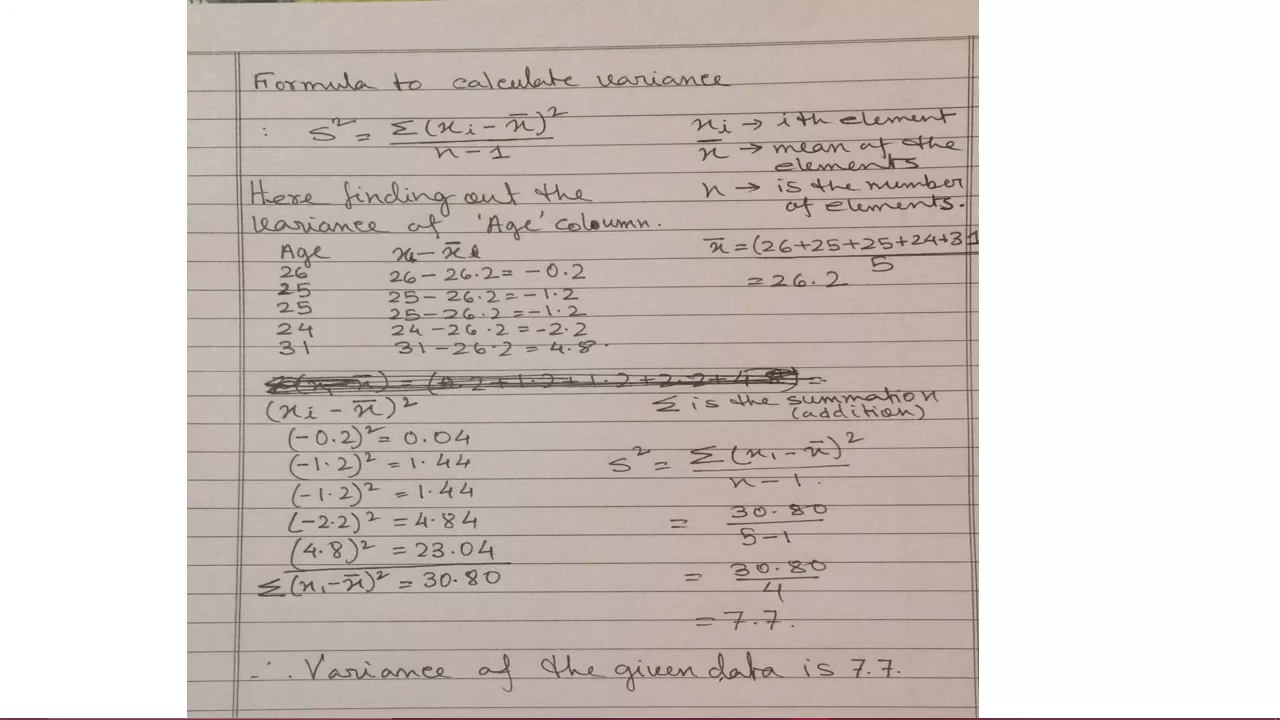 Formula to calculate variance
: S² = Σ(xi - x̄)² / n - 1
xi → ith element
x̄ → mean of the
elements
n → is the number
of elements.
Here finding out the
variance of 'Age' coloumn.
x̄ = (26+25+25+24+31 / 5
= 26.2
Age xi - x̄
26 26 - 26.2 = -0.2
25 25 - 26.2 = -1.2
25 25 - 26.2 = -1.2
24 24 - 26.2 = -2.2
31 31 - 26.2 = 4.8
(xi - x̄)²
(-0.2)² = 0.04
(-1.2)² = 1.44
(-1.2)² = 1.44
(-2.2)² = 4.84
(4.8)² = 23.04
Σ(x1 - x̄)² = 30.80
Σ is the summation
(addition)
S² = Σ(x1 - x̄)² / n - 1.
= 30.80 / 5-1
= 30.80 / 4
= 7.7.
∴ Variance of the given data is 7.7.